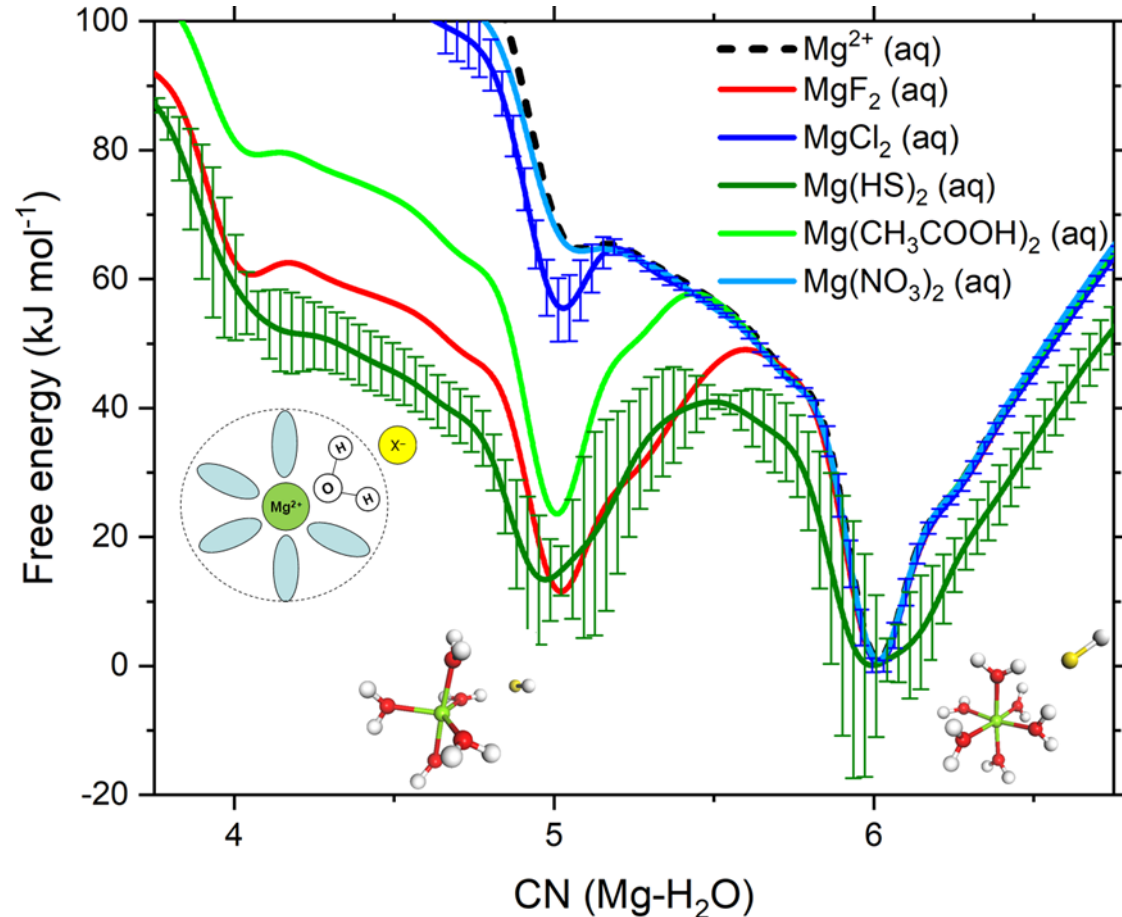 Free energy (kJ mol⁻¹)
100
80
60
40
20
0
-20
Mg²⁺ (aq)
MgF₂ (aq)
MgCl₂ (aq)
Mg(HS)₂ (aq)
Mg(CH₃COOH)₂ (aq)
Mg(NO₃)₂ (aq)
H
O
H
X⁻
Mg²⁺
4
5
6
CN (Mg-H₂O)